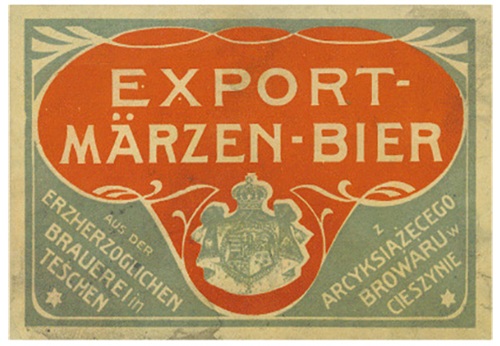 EXPORT-
MÄRZEN-BIER
AUS DER
ERZHERZOGLICHEN
BRAUEREI in
TESCHEN
Z
ARCYKSIĄŻĘCEGO
BROWARU w
CIESZYNIE